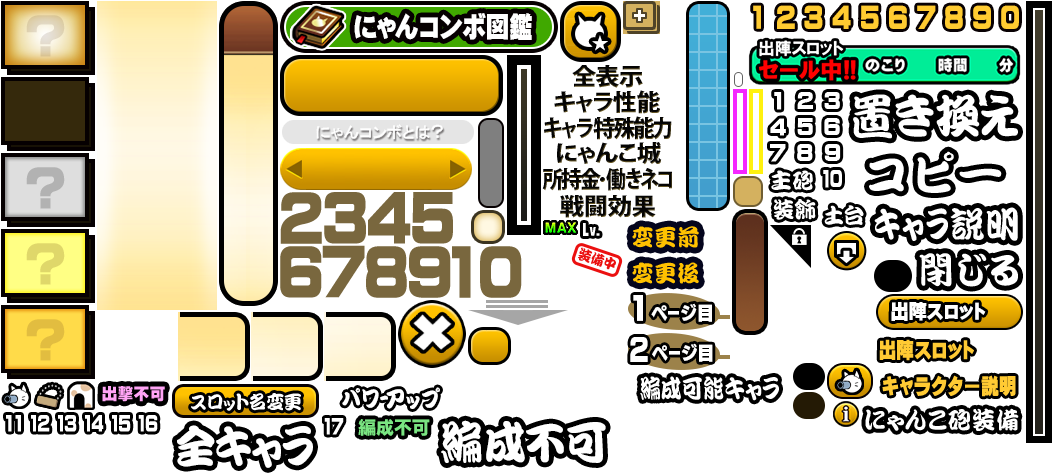 ?
?
?
?
にゃんコンボ図鑑
にゃんコンボとは?
2345
678910
全表示
キャラ性能
キャラ特殊能力
にゃんこ城
所持金・働きネコ
戦闘効果
MAX Lv.
装備中
変更前
変更後
1ページ目
2ページ目
編成可能キャラ
1234567890
出陣スロット
セール中!! のこり 時間 分
1 2 3
4 5 6
7 8 9
主砲 10
装飾 土台
置き換え
コピー
キャラ説明
閉じる
出陣スロット
出陣スロット
キャラクター説明
にゃんこ砲装備
出撃不可
11 12 13 14 15 16
スロット名変更
全キャラ
パワーアップ
17 編成不可
編成不可